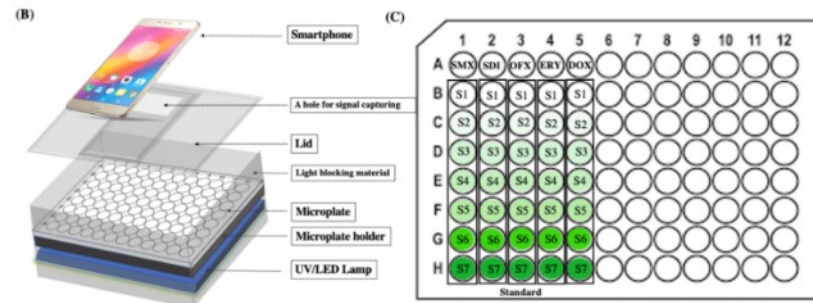 (B)
Smartphone
A hole for signal capturing
Lid
Light blocking material
Microplate
Microplate holder
UV/LED Lamp
(C)
1 2 3 4 5 6 7 8 9 10 11 12
A SMX SDI OFX ERY DOX
B S1 S1 S1 S1 S1
C S2 S2 S2 S2 S2
D S3 S3 S3 S3 S3
E S4 S4 S4 S4 S4
F S5 S5 S5 S5 S5
G S6 S6 S6 S6 S6
H S7 S7 S7 S7 S7
Standard